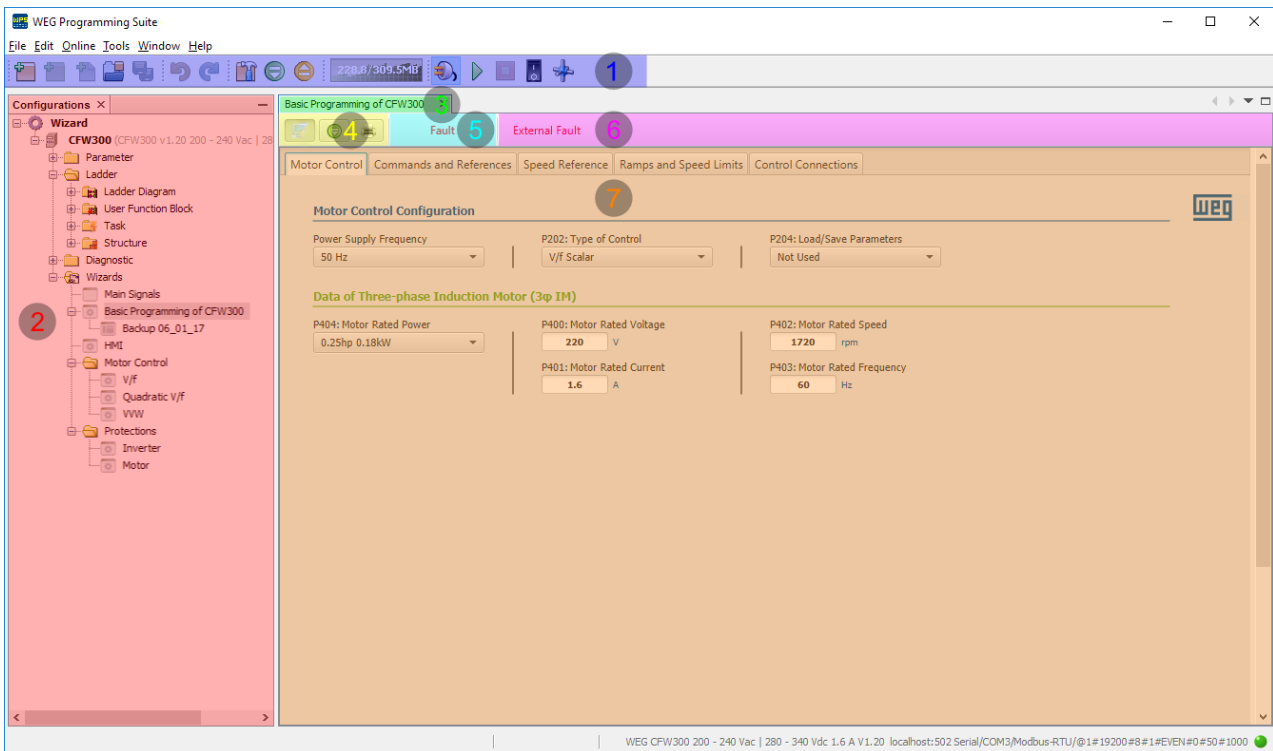 WPS WEG Programming Suite
File Edit Online Tools Window Help
228.8/309.5MB
1
Configurations
Wizard
CFW300 (CFW300 v1.20 200 - 240 Vac | 28
Parameter
Ladder
Ladder Diagram
User Function Block
Task
Structure
Diagnostic
Wizards
Main Signals
Basic Programming of CFW300
Backup 06_01_17
HMI
Motor Control
V/f
Quadratic V/f
VVW
Protections
Inverter
Motor
2
Basic Programming of CFW300
4
Fault 5
External Fault 6
Motor Control Commands and References Speed Reference Ramps and Speed Limits Control Connections
7
Motor Control Configuration
weg
Power Supply Frequency P202: Type of Control P204: Load/Save Parameters
50 Hz V/f Scalar Not Used
Data of Three-phase Induction Motor (3φ IM)
P404: Motor Rated Power P400: Motor Rated Voltage P402: Motor Rated Speed
0.25hp 0.18kW 220 V 1720 rpm
P401: Motor Rated Current P403: Motor Rated Frequency
1.6 A 60 Hz
WEG CFW300 200 - 240 Vac | 280 - 340 Vdc 1.6 A V1.20 localhost:502 Serial/COM3/Modbus-RTU/@1#19200#8#1#EVEN#0#50#1000